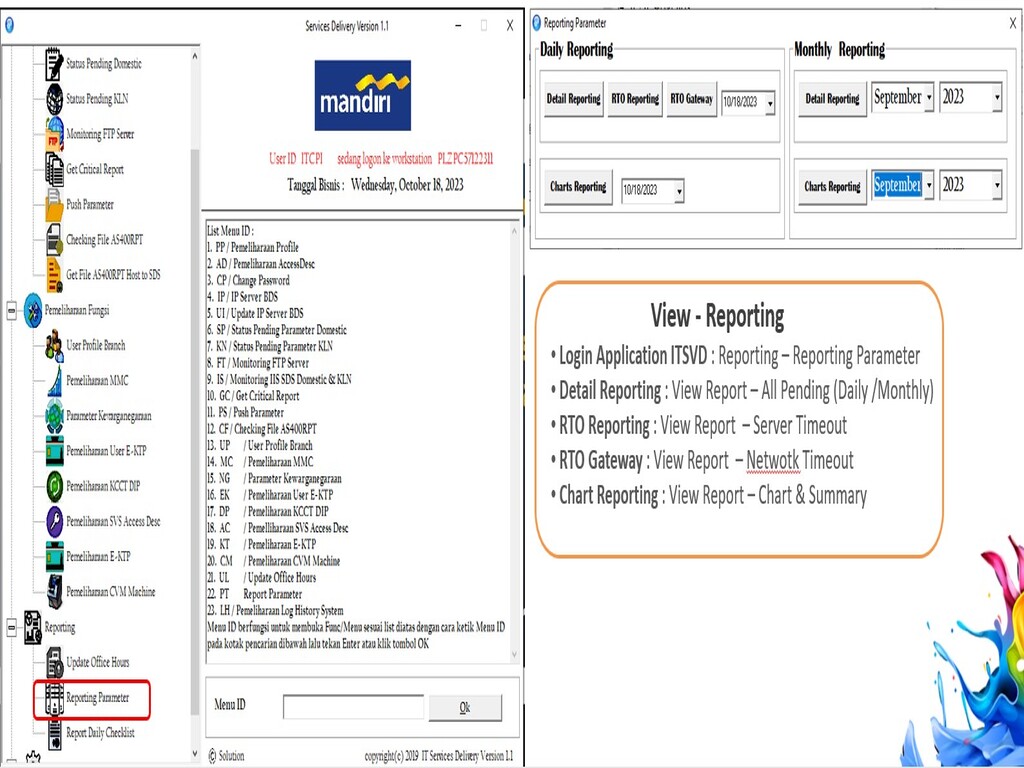 Services Delivery Version 1.1
Status Pending Domestic
Status Pending KLN
Monitoring FTP Server
FTP
Get Critical Report
Push Parameter
Checking File AS400RPT
Get File AS400RPT Host to SDS
Pemeliharaan Fungsi
User Profile Branch
Pemeliharaan MMC
Parameter Kewarganegaraan
Pemeliharaan User E-KTP
Pemeliharaan KCCT DIP
Pemeliharaan SVS Access Desc
Pemeliharaan E-KTP
Pemeliharaan CVM Machine
Reporting
Update Office Hours
Reporting Parameter
Report Daily Checklist
mandiri
User ID ITCP1 sedang logon ke workstation PLZPC57122311
Tanggal Bisnis : Wednesday, October 18, 2023
List Menu ID :
1. PP / Pemeliharaan Profile
2. AD / Pemeliharaan AccessDesc
3. CP / Change Password
4. IP / IP Server BDS
5. UI / Update IP Server BDS
6. SP / Status Pending Parameter Domestic
7. KN / Status Pending Parameter KLN
8. FT / Monitoring FTP Server
9. IS / Monitoring IIS SDS Domestic & KLN
10. GC / Get Critical Report
11. PS / Push Parameter
12. CF / Checking File AS400RPT
13. UP / User Profile Branch
14. MC / Pemeliharaan MMC
15. NG / Parameter Kewarganegaraan
16. EK / Pemeliharaan User E-KTP
17. DP / Pemeliharaan KCCT DIP
18. AC / Pemelliharaan SVS Access Desc
19. KT / Pemeliharaan E-KTP
20. CM / Pemeliharaan CVM Machine
21. UL / Update Office Hours
22. PT Report Parameter
23. LH / Pemeliharaan Log History System
Menu ID berfungsi untuk membuka Func/Menu sesuai list diatas dengan cara ketik Menu ID
pada kotak pencarian dibawah lalu tekan Enter atau klik tombol OK
Menu ID
Ok
© Solution copyright(c) 2019 IT Services Delivery Version 1.1
Reporting Parameter
Daily Reporting
Detail Reporting RTO Reporting RTO Gateway 10/18/2023
Charts Reporting 10/18/2023
Monthly Reporting
Detail Reporting September 2023
Charts Reporting September 2023
View - Reporting
• Login Application ITSVD : Reporting – Reporting Parameter
• Detail Reporting : View Report – All Pending (Daily /Monthly)
• RTO Reporting : View Report – Server Timeout
• RTO Gateway : View Report – Netwotk Timeout
• Chart Reporting : View Report – Chart & Summary